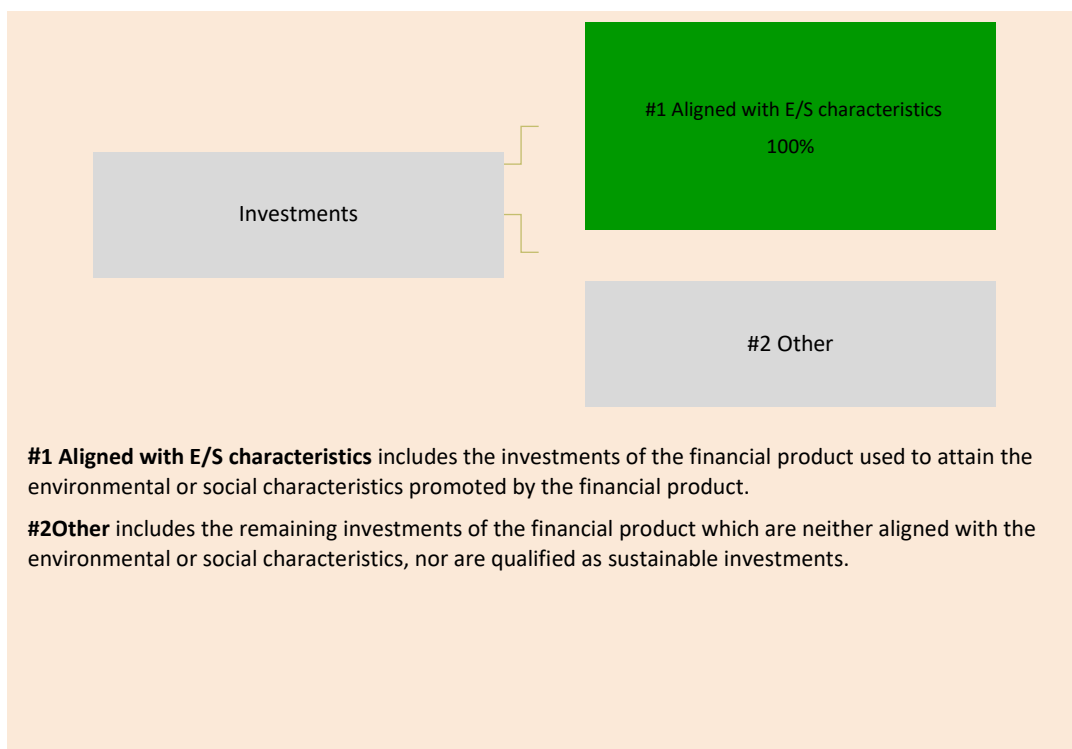 #1 Aligned with E/S characteristics
100%
Investments
#2 Other
#1 Aligned with E/S characteristics includes the investments of the financial product used to attain the
environmental or social characteristics promoted by the financial product.
#2Other includes the remaining investments of the financial product which are neither aligned with the
environmental or social characteristics, nor are qualified as sustainable investments.